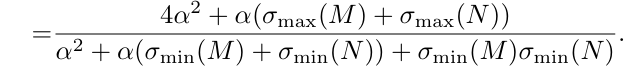 $= \frac{4\alpha^2 + \alpha(\sigma_{\max}(M) + \sigma_{\max}(N))}{\alpha^2 + \alpha(\sigma_{\min}(M) + \sigma_{\min}(N)) + \sigma_{\min}(M)\sigma_{\min}(N)}.$